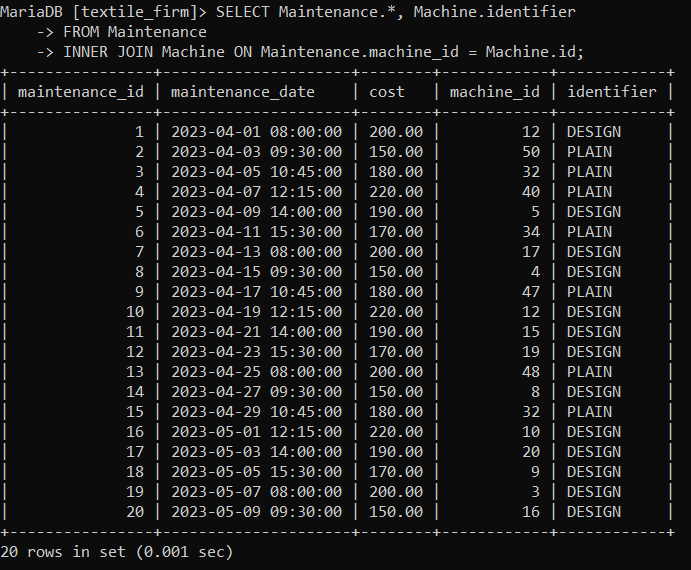 MariaDB [textile_firm]> SELECT Maintenance.*, Machine.identifier
    -> FROM Maintenance
    -> INNER JOIN Machine ON Maintenance.machine_id = Machine.id;
+----------------+---------------------+--------+------------+------------+
| maintenance_id | maintenance_date    | cost   | machine_id | identifier |
+----------------+---------------------+--------+------------+------------+
|              1 | 2023-04-01 08:00:00 | 200.00 |         12 | DESIGN     |
|              2 | 2023-04-03 09:30:00 | 150.00 |         50 | PLAIN      |
|              3 | 2023-04-05 10:45:00 | 180.00 |         32 | PLAIN      |
|              4 | 2023-04-07 12:15:00 | 220.00 |         40 | PLAIN      |
|              5 | 2023-04-09 14:00:00 | 190.00 |          5 | DESIGN     |
|              6 | 2023-04-11 15:30:00 | 170.00 |         34 | PLAIN      |
|              7 | 2023-04-13 08:00:00 | 200.00 |         17 | DESIGN     |
|              8 | 2023-04-15 09:30:00 | 150.00 |          4 | DESIGN     |
|              9 | 2023-04-17 10:45:00 | 180.00 |         47 | PLAIN      |
|             10 | 2023-04-19 12:15:00 | 220.00 |         12 | DESIGN     |
|             11 | 2023-04-21 14:00:00 | 190.00 |         15 | DESIGN     |
|             12 | 2023-04-23 15:30:00 | 170.00 |         19 | DESIGN     |
|             13 | 2023-04-25 08:00:00 | 200.00 |         48 | PLAIN      |
|             14 | 2023-04-27 09:30:00 | 150.00 |          8 | DESIGN     |
|             15 | 2023-04-29 10:45:00 | 180.00 |         32 | PLAIN      |
|             16 | 2023-05-01 12:15:00 | 220.00 |         10 | DESIGN     |
|             17 | 2023-05-03 14:00:00 | 190.00 |         20 | DESIGN     |
|             18 | 2023-05-05 15:30:00 | 170.00 |          9 | DESIGN     |
|             19 | 2023-05-07 08:00:00 | 200.00 |          3 | DESIGN     |
|             20 | 2023-05-09 09:30:00 | 150.00 |         16 | DESIGN     |
+----------------+---------------------+--------+------------+------------+
20 rows in set (0.001 sec)